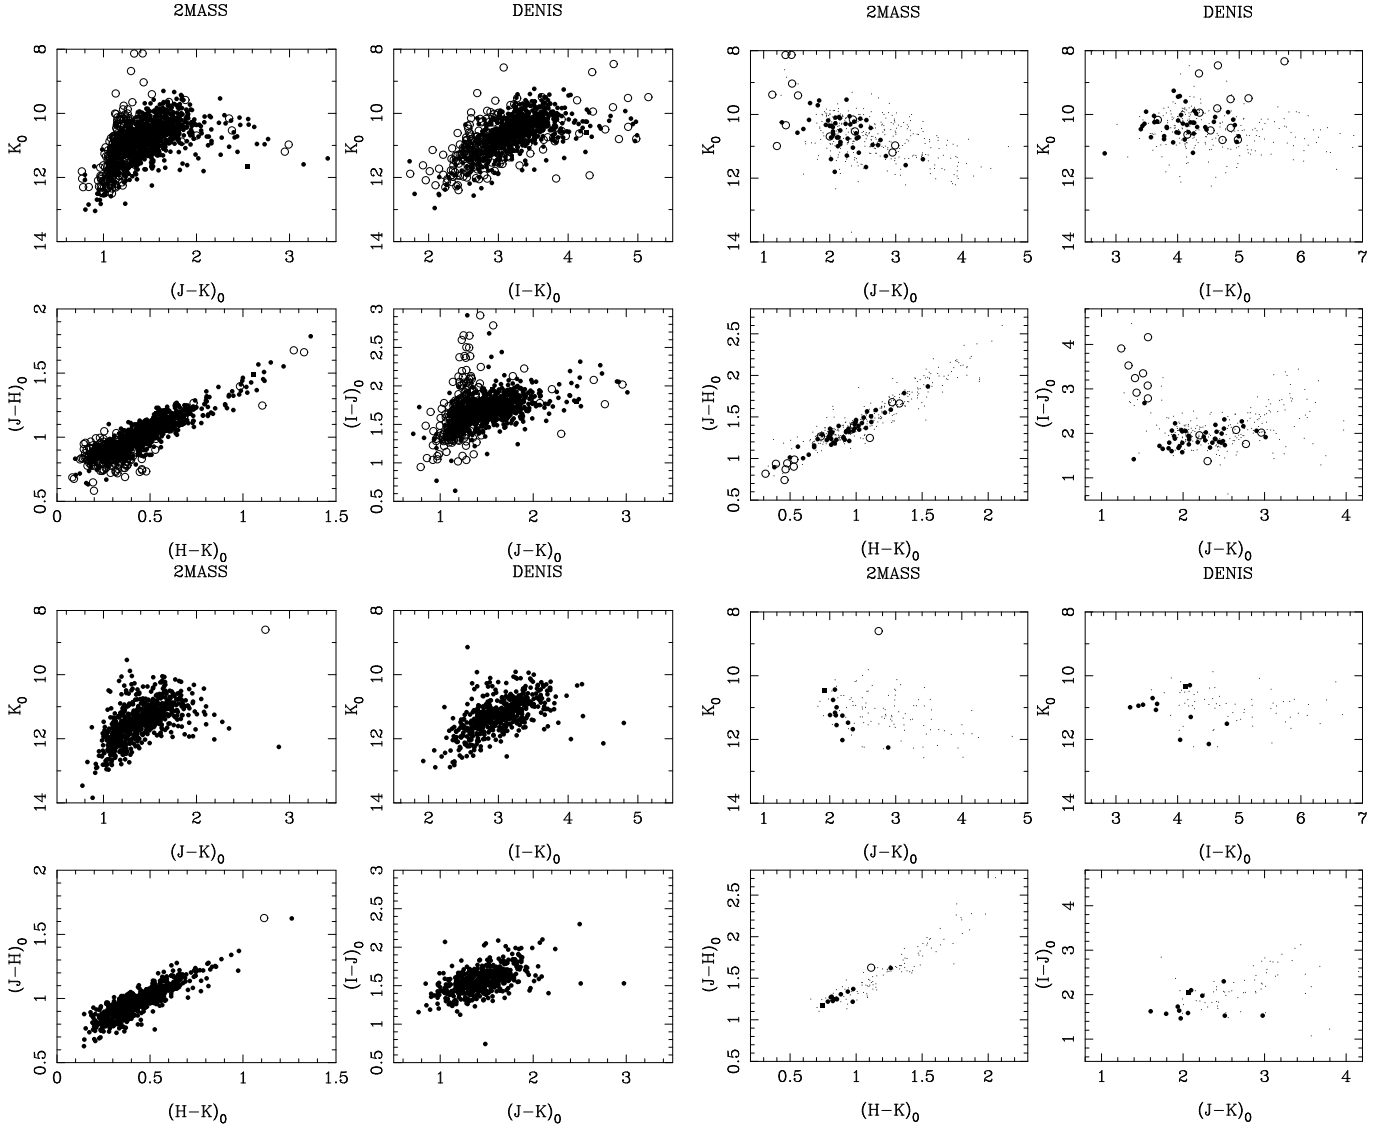 2MASS DENIS 2MASS DENIS
8 10 12 14 K0 1 2 3 (J-K)0
8 10 12 14 K0 2 3 4 5 (I-K)0
8 10 12 14 K0 1 2 3 4 5 (J-K)0
8 10 12 14 K0 3 4 5 6 7 (I-K)0
0.5 1 1.5 2 (J-H)0 0 0.5 1 1.5 (H-K)0
0.5 1 1.5 2 2.5 3 (I-J)0 1 2 3 (J-K)0
0.5 1 1.5 2 2.5 (J-H)0 0.5 1 1.5 2 (H-K)0
1 2 3 4 (I-J)0 1 2 3 4 (J-K)0
2MASS DENIS 2MASS DENIS
8 10 12 14 K0 1 2 3 (J-K)0
8 10 12 14 K0 2 3 4 5 (I-K)0
8 10 12 14 K0 1 2 3 4 5 (J-K)0
8 10 12 14 K0 3 4 5 6 7 (I-K)0
0.5 1 1.5 2 (J-H)0 0 0.5 1 1.5 (H-K)0
0.5 1 1.5 2 2.5 3 (I-J)0 1 2 3 (J-K)0
0.5 1 1.5 2 2.5 (J-H)0 0.5 1 1.5 2 (H-K)0
1 2 3 4 (I-J)0 1 2 3 4 (J-K)0